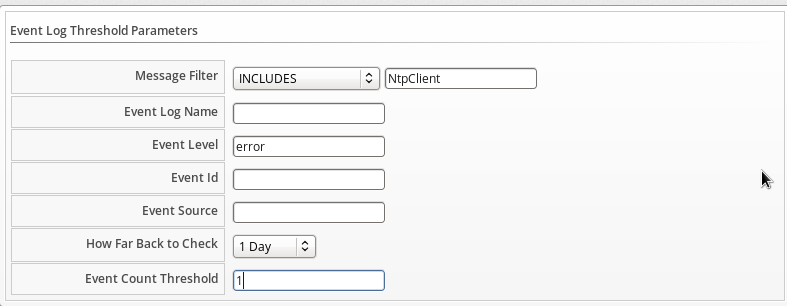 Event Log Threshold Parameters
Message Filter INCLUDES NtpClient
Event Log Name
Event Level error
Event Id
Event Source
How Far Back to Check 1 Day
Event Count Threshold 1